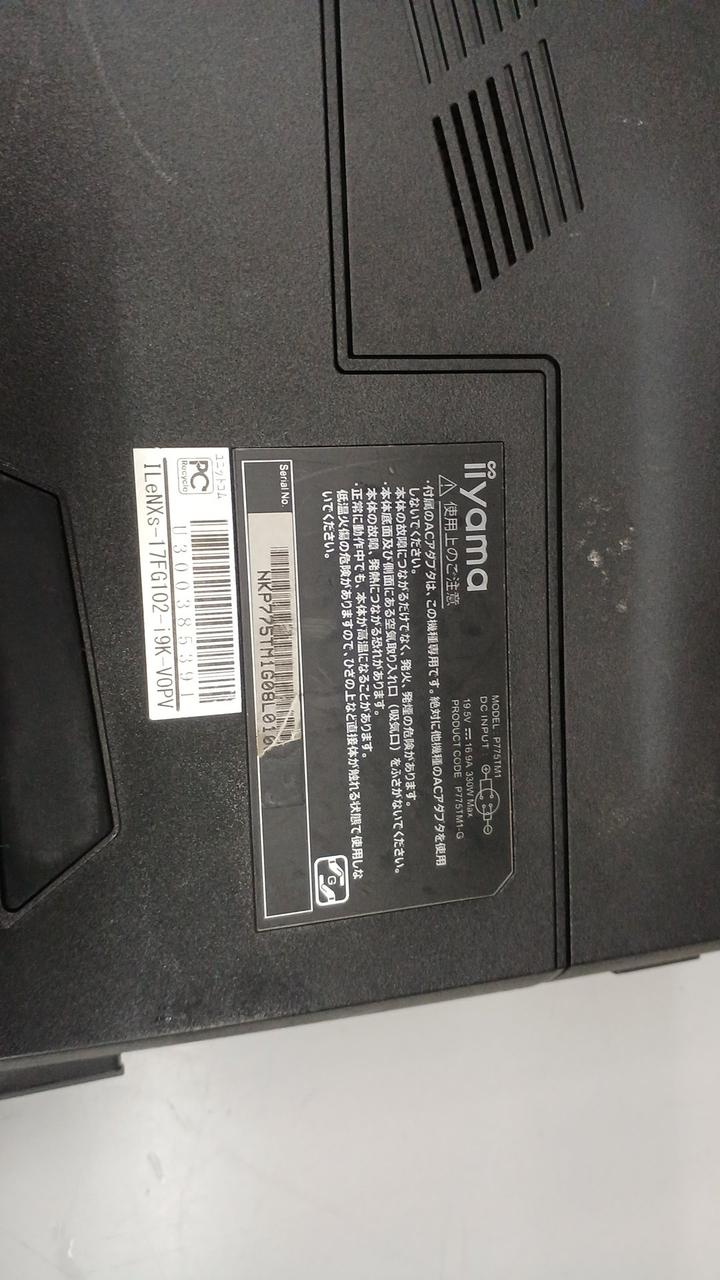 iiyama
使用上のご注意
MODEL P775TM1
DC INPUT
19.5V 16.9A 330W Max
PRODUCT CODE P775TM1-G
・付属のACアダプタは、この機種専用です。絶対に他機種のACアダプタを使用
しないでください。
本体の故障につながるだけでなく、発火、発煙の危険があります。
・本体底面及び側面にある空気取り入れ口(吸気口)をふさがないでください。
本体の故障、発熱につながる恐れがあります。
・正常に動作中でも、本体が高温になることがあります。
低温火傷の危険がありますので、ひざの上など直接体が触れる状態で使用しな
いでください。
G
Serial No.
NKP775TM1G08L010
ユニットコム
PC
Recycle
U300385391
ILeNXs-17FG102-i9K-VOPV